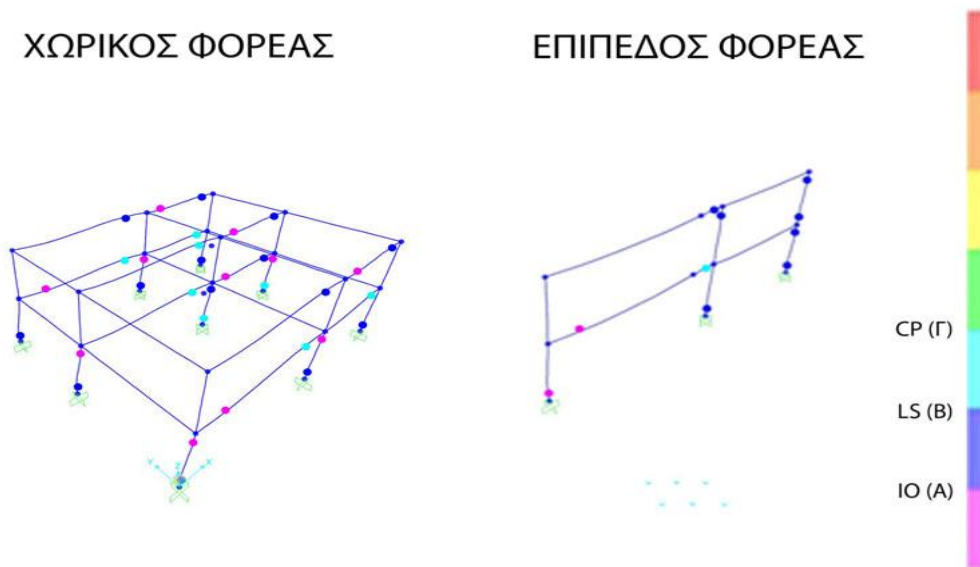 ΧΩΡΙΚΟΣ ΦΟΡΕΑΣ
ΕΠΙΠΕΔΟΣ ΦΟΡΕΑΣ
CP (Γ)
LS (B)
IO (A)
Y Z X